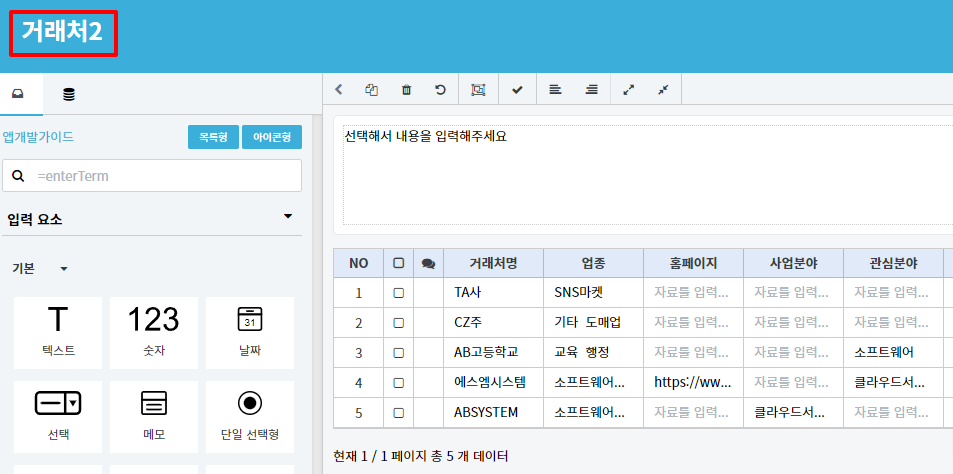 거래처2
앱개발가이드 목록형 아이콘형
=enterTerm
입력 요소
기본
T 123 31
텍스트 숫자 날짜
선택 메모 단일 선택형
선택해서 내용을 입력해주세요
NO 거래처명 업종 홈페이지 사업분야 관심분야
1 TA사 SNS마켓 자료를 입력... 자료를 입력... 자료를 입력...
2 CZ주 기타 도매업 자료를 입력... 자료를 입력... 자료를 입력...
3 AB고등학교 교육 행정 자료를 입력... 자료를 입력... 소프트웨어
4 에스엠시스템 소프트웨어... https://ww... 자료를 입력... 클라우드서...
5 ABSYSTEM 소프트웨어... 자료를 입력... 클라우드서... 자료를 입력...
현재 1 / 1 페이지 총 5 개 데이터